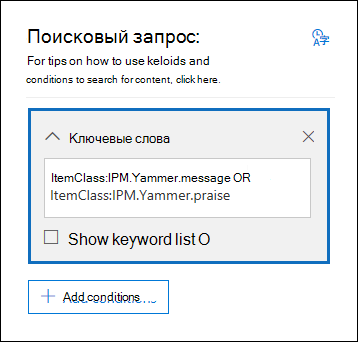 Поисковый запрос:
For tips on how to use keloids and
conditions to search for content, click here.
Ключевые слова
ItemClass:IPM.Yammer.message OR
ItemClass:IPM.Yammer.praise
Show keyword list O
Add conditions